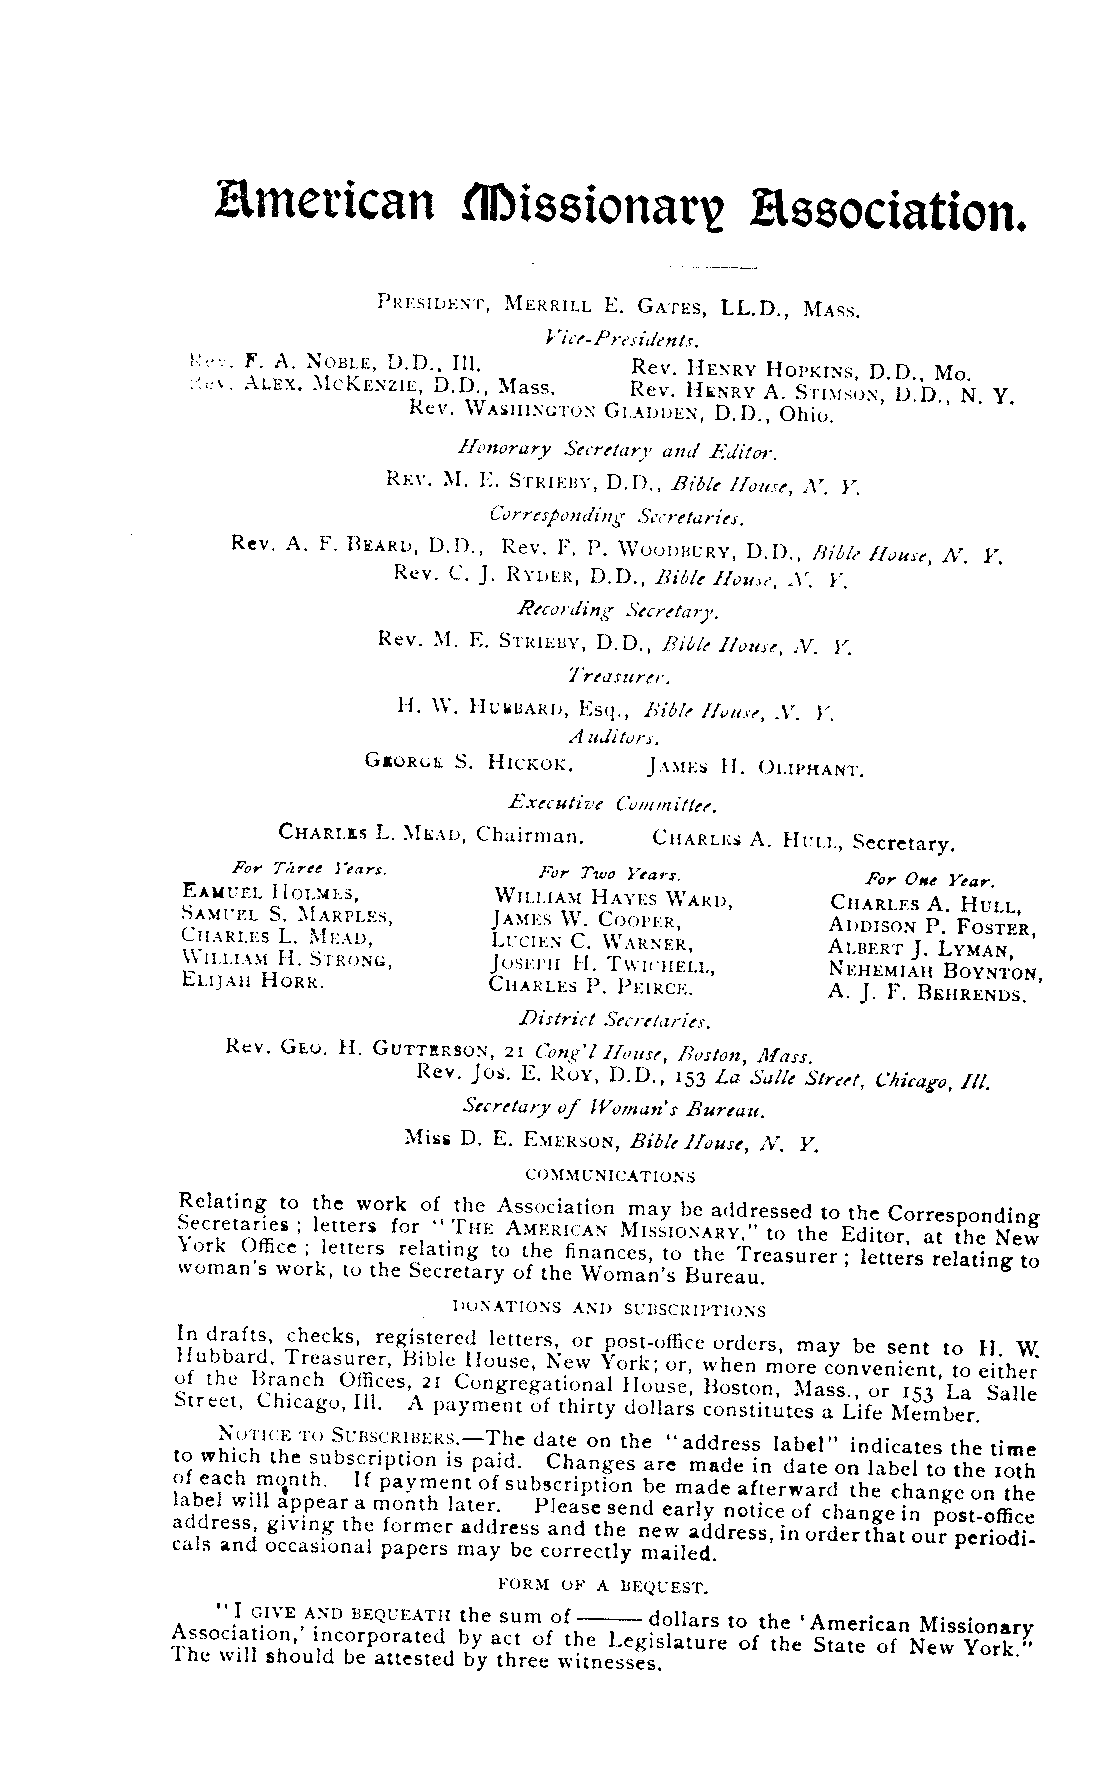 American Missionary Association.
PRESIDENT, MERRILL E. GATES, LL.D., MASS.
Vice-Presidents.
Rev. F. A. NOBLE, D.D., Ill. Rev. HENRY HOPKINS, D.D., Mo.
Rev. ALEX. MCKENZIE, D.D., Mass. Rev. HENRY A. STIMSON, D.D., N. Y.
Rev. WASHINGTON GLADDEN, D.D., Ohio.
Honorary Secretary and Editor.
REV. M. E. STRIEBY, D.D., Bible House, N. Y.
Corresponding Secretaries.
Rev. A. F. BEARD, D.D., Rev. F. P. WOODBURY, D.D., Bible House, N. Y.
Rev. C. J. RYDER, D.D., Bible House, N. Y.
Recording Secretary.
Rev. M. E. STRIEBY, D.D., Bible House, N. Y.
Treasurer.
H. W. HUBBARD, Esq., Bible House, N. Y.
Auditors.
GEORGE S. HICKOK. JAMES H. OLIPHANT.
Executive Committee.
CHARLES L. MEAD, Chairman. CHARLES A. HULL, Secretary.
For Three Years. For Two Years. For One Year.
EAMUEL HOLMES, WILLIAM HAYES WARD, CHARLES A. HULL,
SAMUEL S. MARPLES, JAMES W. COOPER, ADDISON P. FOSTER,
CHARLES L. MEAD, LUCIEN C. WARNER, ALBERT J. LYMAN,
WILLIAM H. STRONG, JOSEPH H. TWICHELL, NEHEMIAH BOYNTON,
ELIJAH HORR. CHARLES P. PEIRCE. A. J. F. BEHRENDS.
District Secretaries.
Rev. GEO. H. GUTTERSON, 21 Cong'l House, Boston, Mass.
Rev. JOS. E. ROY, D.D., 153 La Salle Street, Chicago, Ill.
Secretary of Woman's Bureau.
Miss D. E. EMERSON, Bible House, N. Y.
COMMUNICATIONS
Relating to the work of the Association may be addressed to the Corresponding
Secretaries ; letters for "THE AMERICAN MISSIONARY," to the Editor, at the New
York Office ; letters relating to the finances, to the Treasurer ; letters relating to
woman's work, to the Secretary of the Woman's Bureau.
DONATIONS AND SUBSCRIPTIONS
In drafts, checks, registered letters, or post-office orders, may be sent to H. W.
Hubbard, Treasurer, Bible House, New York; or, when more convenient, to either
of the Branch Offices, 21 Congregational House, Boston, Mass., or 153 La Salle
Street, Chicago, Ill. A payment of thirty dollars constitutes a Life Member.
NOTICE TO SUBSCRIBERS.—The date on the "address label" indicates the time
to which the subscription is paid. Changes are made in date on label to the 10th
of each month. If payment of subscription be made afterward the change on the
label will appear a month later. Please send early notice of change in post-office
address, giving the former address and the new address, in order that our periodi-
cals and occasional papers may be correctly mailed.
FORM OF A BEQUEST.
"I GIVE AND BEQUEATH the sum of —— dollars to the 'American Missionary
Association,' incorporated by act of the Legislature of the State of New York."
The will should be attested by three witnesses.